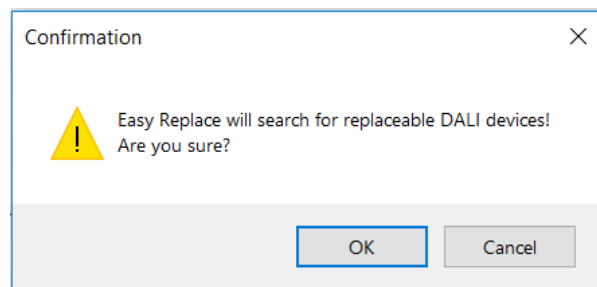 Confirmation
Easy Replace will search for replaceable DALI devices!
Are you sure?
OK
Cancel